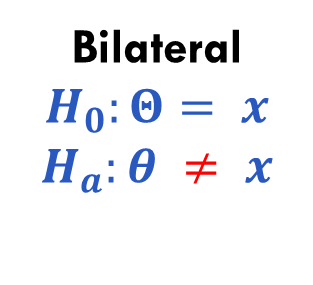 Bilateral
H₀: Θ = x
Hₐ: θ ≠ x